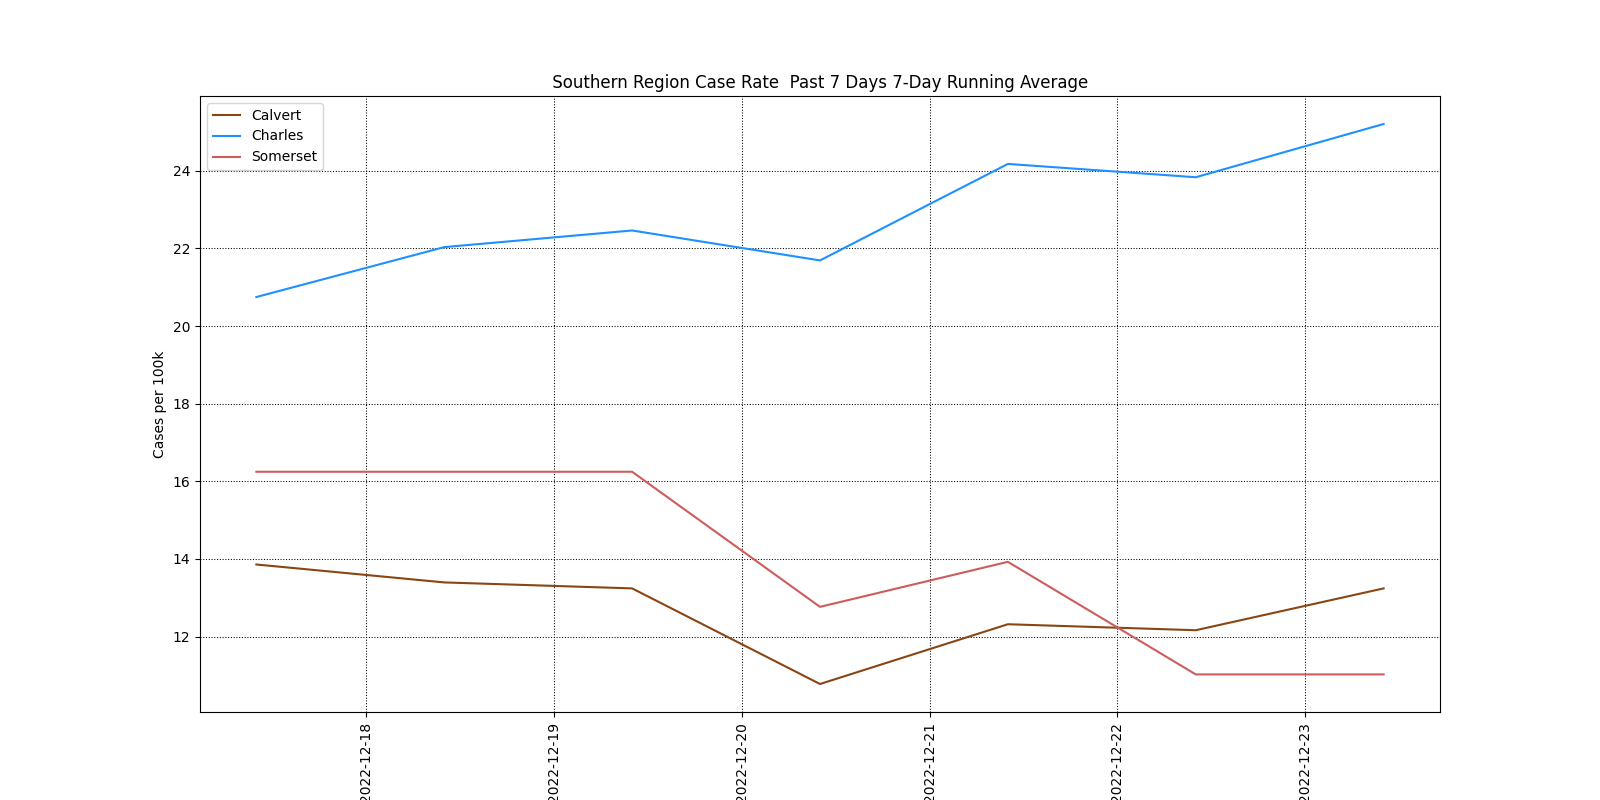 Southern Region Case Rate  Past 7 Days 7-Day Running Average
Calvert
Charles
Somerset
Cases per 100k
24
22
20
18
16
14
12
2022-12-18
2022-12-19
2022-12-20
2022-12-21
2022-12-22
2022-12-23